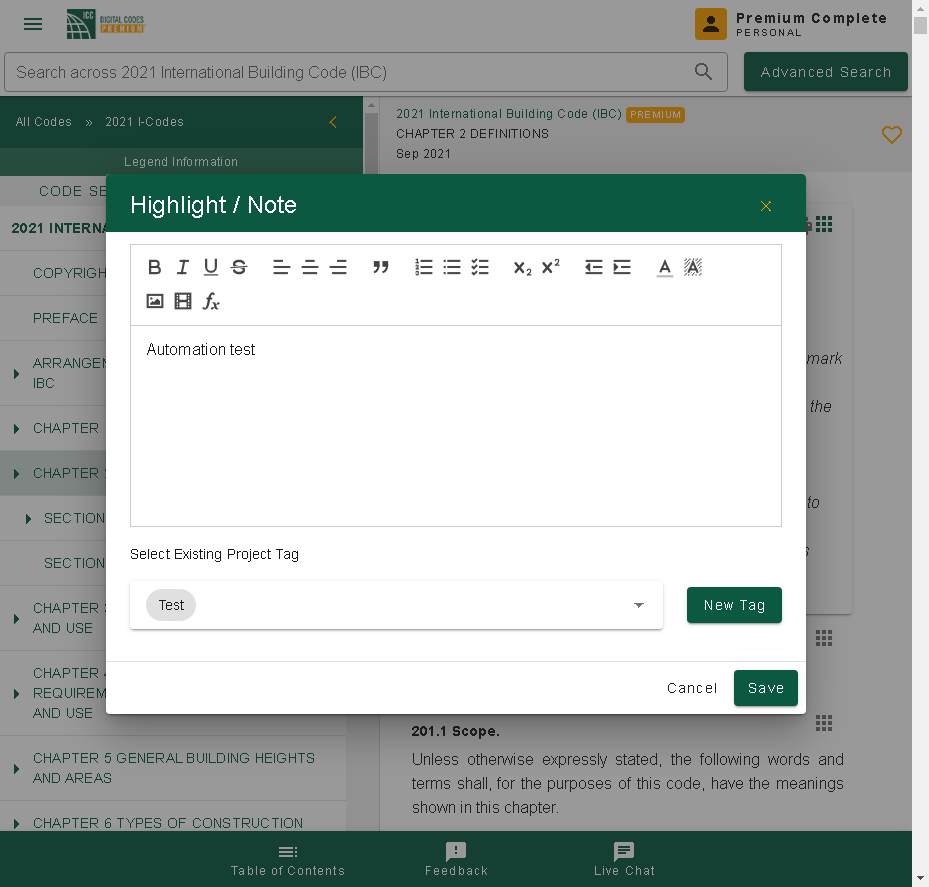 ICC DIGITAL CODES
PREMIUM
Premium Complete
PERSONAL
Search across 2021 International Building Code (IBC)
Advanced Search
All Codes » 2021 I-Codes
Legend Information
2021 International Building Code (IBC) PREMIUM
CHAPTER 2 DEFINITIONS
Sep 2021
CODE SE
2021 INTERNA
COPYRIGH
PREFACE
ARRANGEN
IBC
CHAPTER
CHAPTER 2
SECTION
SECTION
CHAPTER 3
AND USE
CHAPTER 4
REQUIREM
AND USE
CHAPTER 5 GENERAL BUILDING HEIGHTS
AND AREAS
CHAPTER 6 TYPES OF CONSTRUCTION
Highlight / Note
Automation test
Select Existing Project Tag
Test
New Tag
Cancel
Save
mark
the
to
201.1 Scope.
Unless otherwise expressly stated, the following words and
terms shall, for the purposes of this code, have the meanings
shown in this chapter.
Table of Contents
Feedback
Live Chat